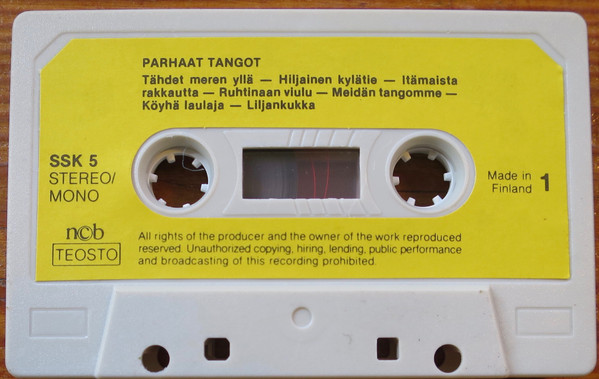 PARHAAT TANGOT
Tähdet meren yllä — Hiljainen kylätie — Itämaista
rakkautta — Ruhtinaan viulu — Meidän tangomme —
Köyhä laulaja — Liljankukka
SSK 5
STEREO/
MONO
Made in
Finland 1
ncb
TEOSTO
All rights of the producer and the owner of the work reproduced
reserved. Unauthorized copying, hiring, lending, public performance
and broadcasting of this recording prohibited.